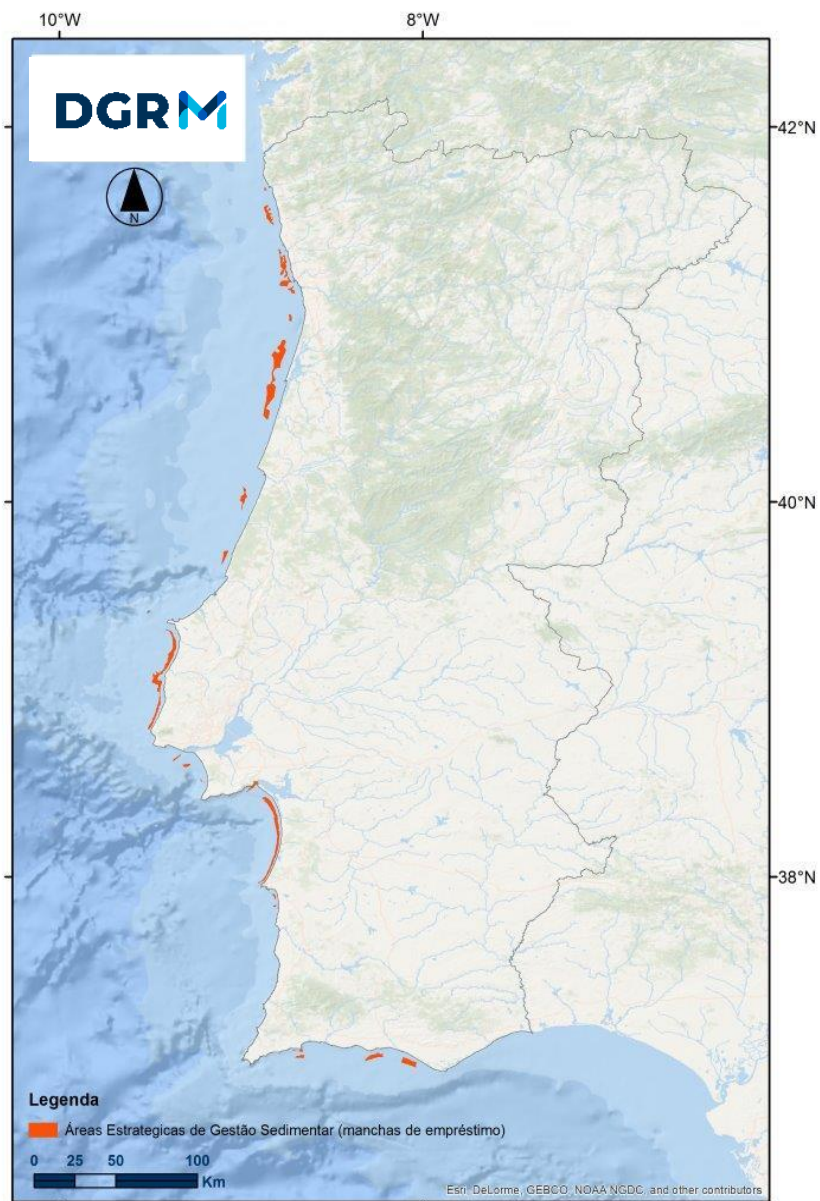 10°W 8°W
DGRM
42°N
N
40°N
38°N
Legenda
Áreas Estrategicas de Gestão Sedimentar (manchas de empréstimo)
0 25 50 100
Km
Esri, DeLorme, GEBCO, NOAA NGDC, and other contributors